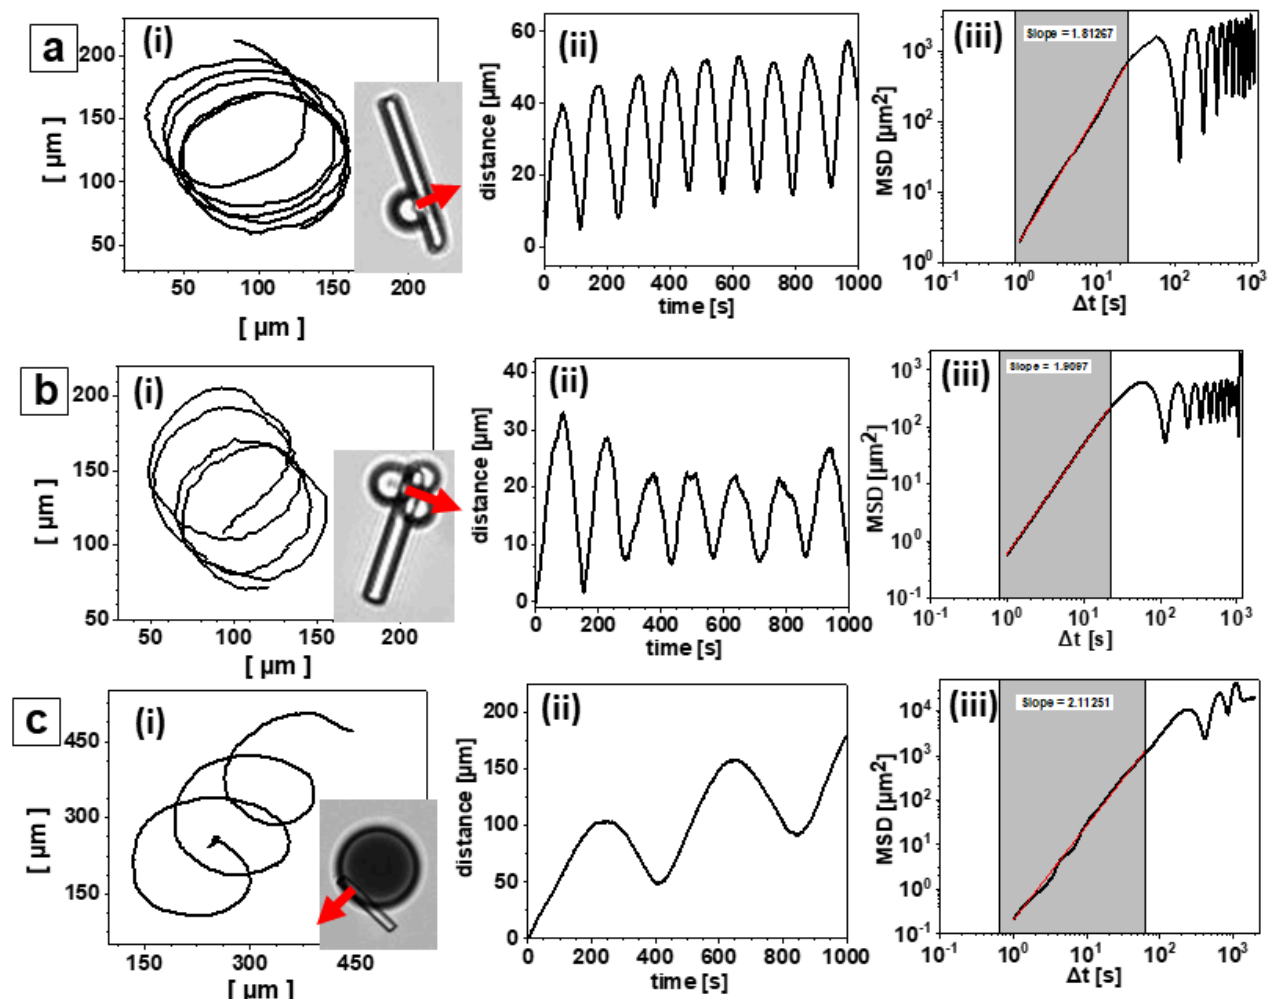 a
(i)
200
150
100
50
[ µm ]
50
100
150
200
[ µm ]
(ii)
60
40
20
0
distance [µm]
0
200
400
600
800
1000
time [s]
(iii)
Slope = 1.81267
10³
10²
10¹
10⁰
MSD [µm²]
10⁻¹
10⁰
10¹
10²
10³
Δt [s]
b
(i)
200
150
100
50
[ µm ]
50
100
150
200
[ µm ]
(ii)
40
30
20
10
0
distance [µm]
0
200
400
600
800
1000
time [s]
(iii)
Slope = 1.9097
10³
10²
10¹
10⁰
10⁻¹
MSD [µm²]
10⁻¹
10⁰
10¹
10²
10³
Δt [s]
c
(i)
450
300
150
[ µm ]
150
300
450
[ µm ]
(ii)
200
150
100
50
0
distance [µm]
0
200
400
600
800
1000
time [s]
(iii)
Slope = 2.11251
10⁴
10³
10²
10¹
10⁰
10⁻¹
MSD [µm²]
10⁻¹
10⁰
10¹
10²
10³
Δt [s]